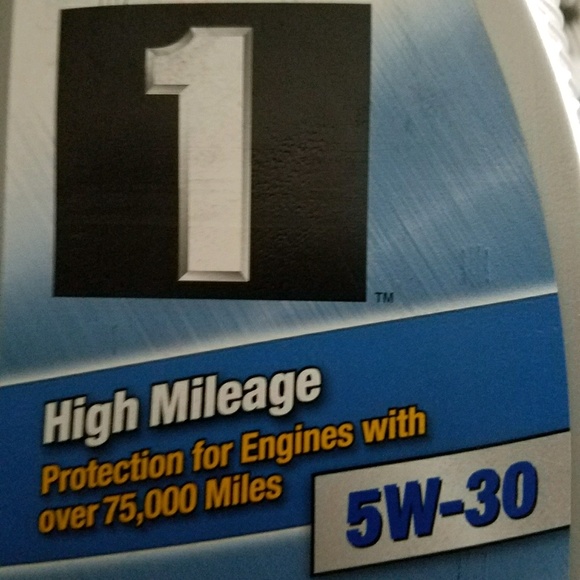 1
TM
High Mileage
Protection for Engines with
over 75,000 Miles
5W-30